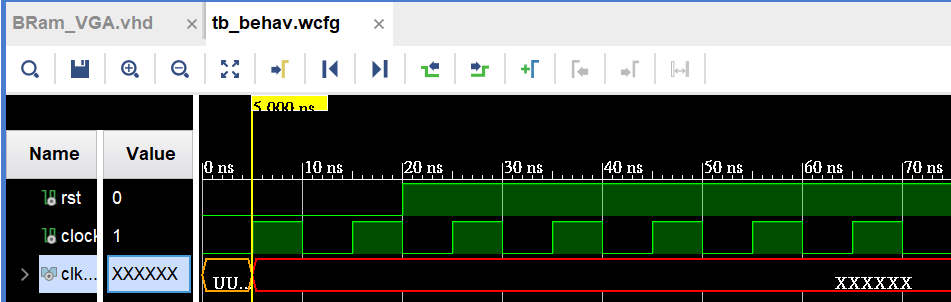 BRam_VGA.vhd × tb_behav.wcfg ×
5.000 ns
Name Value
0 ns 10 ns 20 ns 30 ns 40 ns 50 ns 60 ns 70 ns
rst 0
clock 1
clk... XXXXXX UU.. XXXXXX